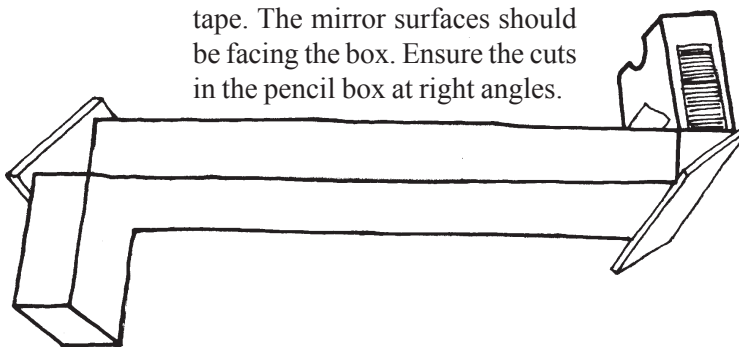 tape. The mirror surfaces should
be facing the box. Ensure the cuts
in the pencil box at right angles.